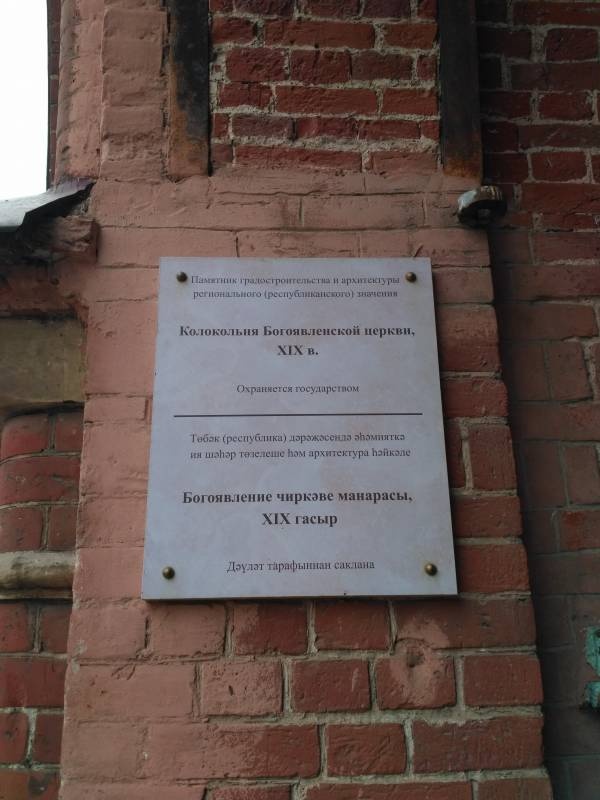 Памятник градостроительства и архитектуры
регионального (республиканского) значения
Колокольня Богоявленской церкви,
XIX в.
Охраняется государством
Төбәк (республика) дәрәҗәсендә әһәмияткә
ия шәһәр төзелеше һәм архитектура һәйкәле
Богоявление чиркәве манарасы,
XIX гасыр
Дәүләт тарафыннан саклана